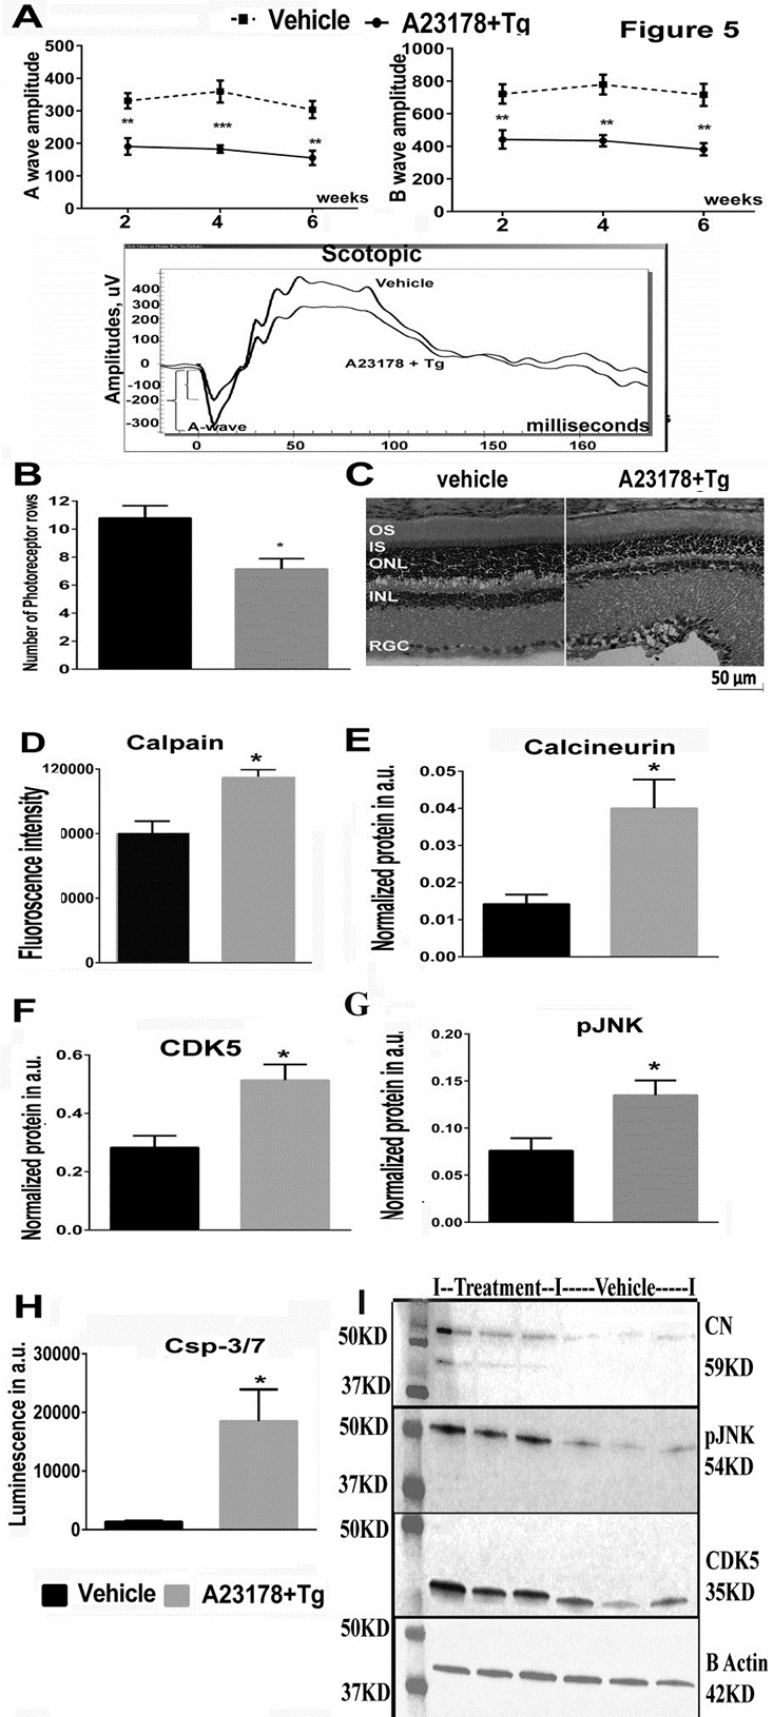 A
Vehicle A23178+Tg
Figure 5
A wave amplitude
500
400
300
200
100
0
**
***
**
weeks
2 4 6
B wave amplitude
1000
800
600
400
200
0
**
**
**
weeks
2 4 6
Scotopic
Amplitudes, uV
400
300
200
100
0
-100
-200
-300
Vehicle
A23178 + Tg
A-wave
milliseconds
0 50 100 150 160
B
Number of Photoreceptor rows
12
10
8
6
4
2
0
*
C
vehicle A23178+Tg
OS
IS
ONL
INL
RGC
50 µm
D
Calpain
Fluoroscence intensity
120000
0000
0000
0
*
E
Calcineurin
Normalized protein in a.u.
0.05
0.04
0.03
0.02
0.01
0.00
*
F
CDK5
Normalized protein in a.u.
0.6
0.4
0.2
0.0
*
G
pJNK
Normalized protein in a.u.
0.20
0.15
0.10
0.05
0.00
*
H
Csp-3/7
Luminescence in a.u.
30000
20000
10000
0
*
Vehicle A23178+Tg
I
I--Treatment--I-----Vehicle-----I
50KD
37KD
CN
59KD
50KD
37KD
pJNK
54KD
50KD
CDK5
35KD
50KD
37KD
B Actin
42KD